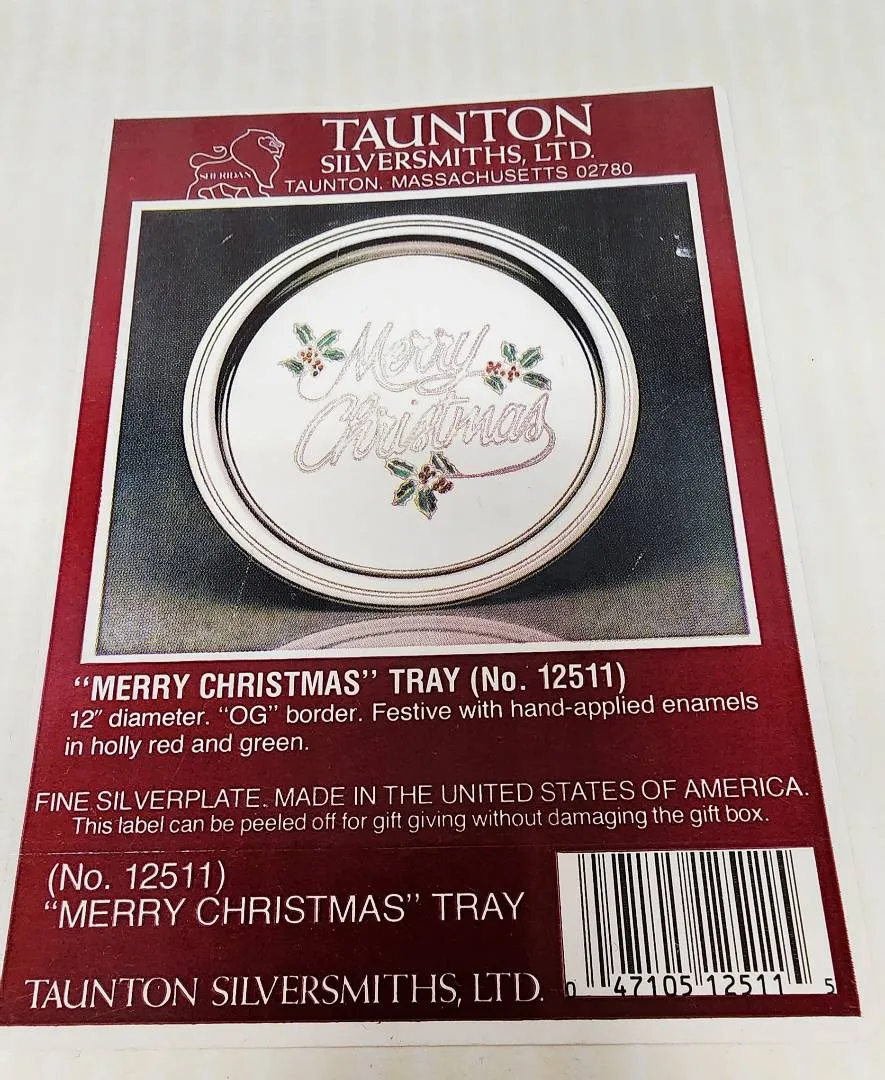 TAUNTON
SILVERSMITHS, LTD.
SHERIDAN
TAUNTON, MASSACHUSETTS 02780
Merry
Christmas
“MERRY CHRISTMAS” TRAY (No. 12511)
12″ diameter. “OG” border. Festive with hand-applied enamels
in holly red and green.
FINE SILVERPLATE. MADE IN THE UNITED STATES OF AMERICA.
This label can be peeled off for gift giving without damaging the gift box.
(No. 12511)
“MERRY CHRISTMAS” TRAY
TAUNTON SILVERSMITHS, LTD.
0 47105 12511 5